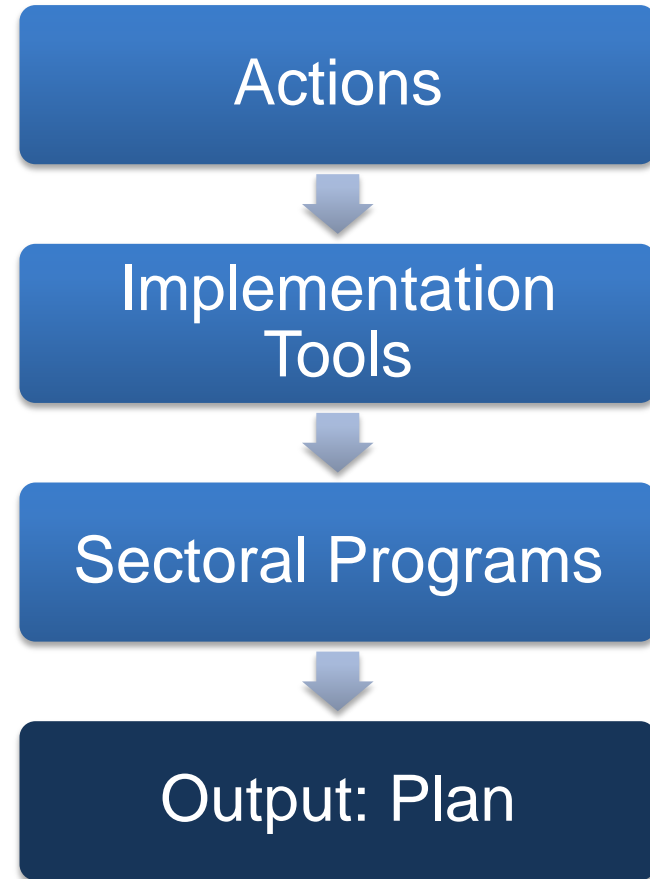 Actions
Implementation
Tools
Sectoral Programs
Output: Plan